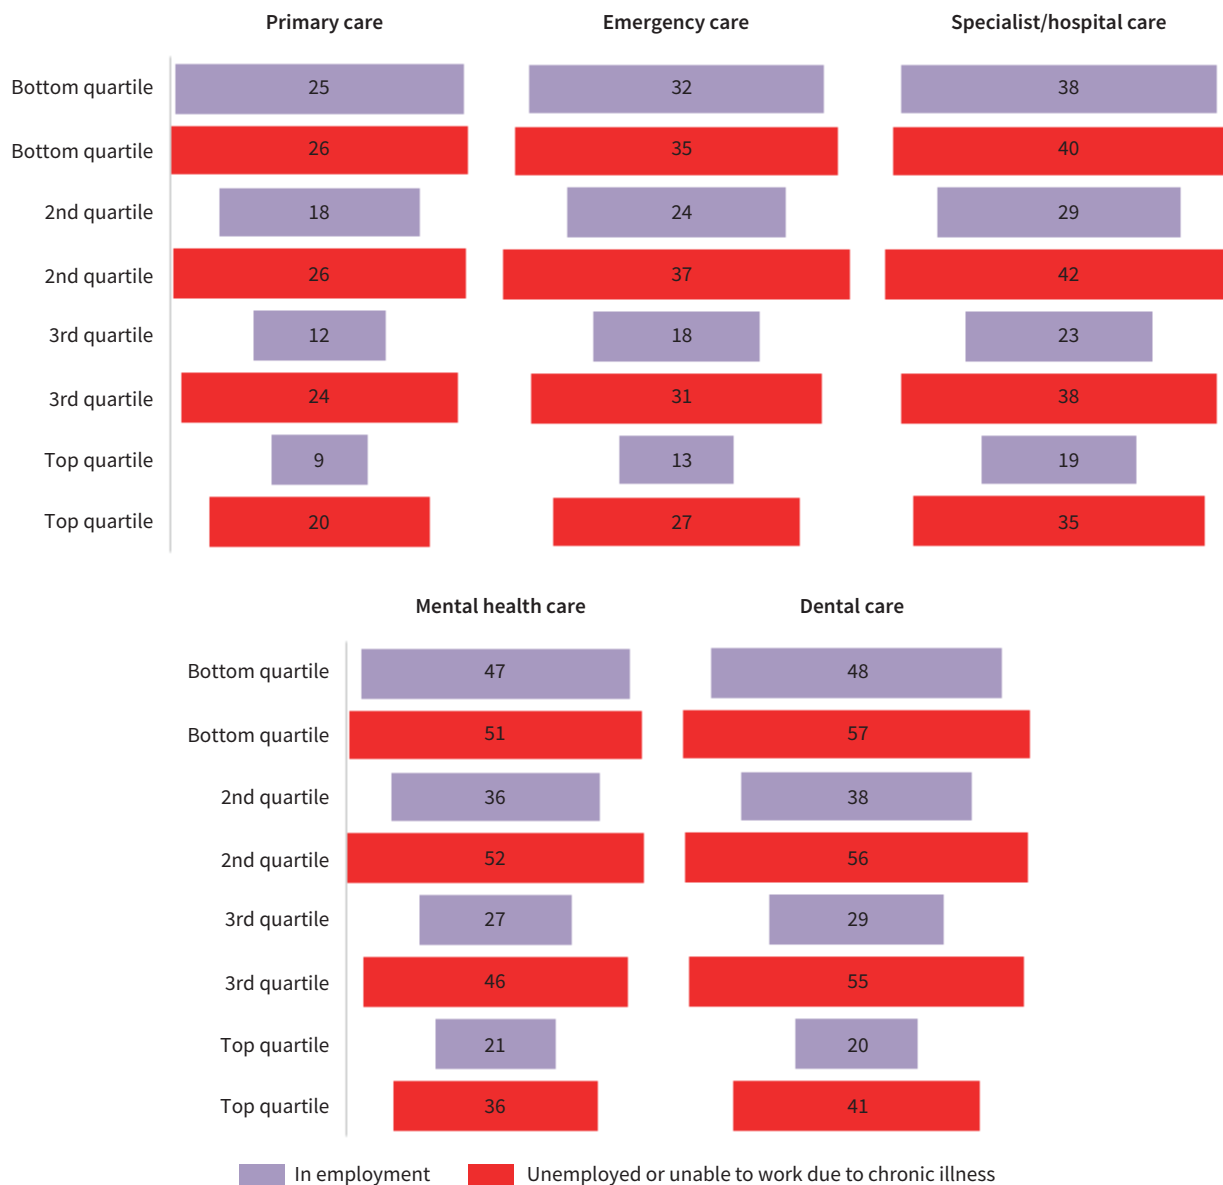 Primary care Emergency care Specialist/hospital care
Bottom quartile 25 32 38
Bottom quartile 26 35 40
2nd quartile 18 24 29
2nd quartile 26 37 42
3rd quartile 12 18 23
3rd quartile 24 31 38
Top quartile 9 13 19
Top quartile 20 27 35
Mental health care Dental care
Bottom quartile 47 48
Bottom quartile 51 57
2nd quartile 36 38
2nd quartile 52 56
3rd quartile 27 29
3rd quartile 46 55
Top quartile 21 20
Top quartile 36 41
In employment Unemployed or unable to work due to chronic illness